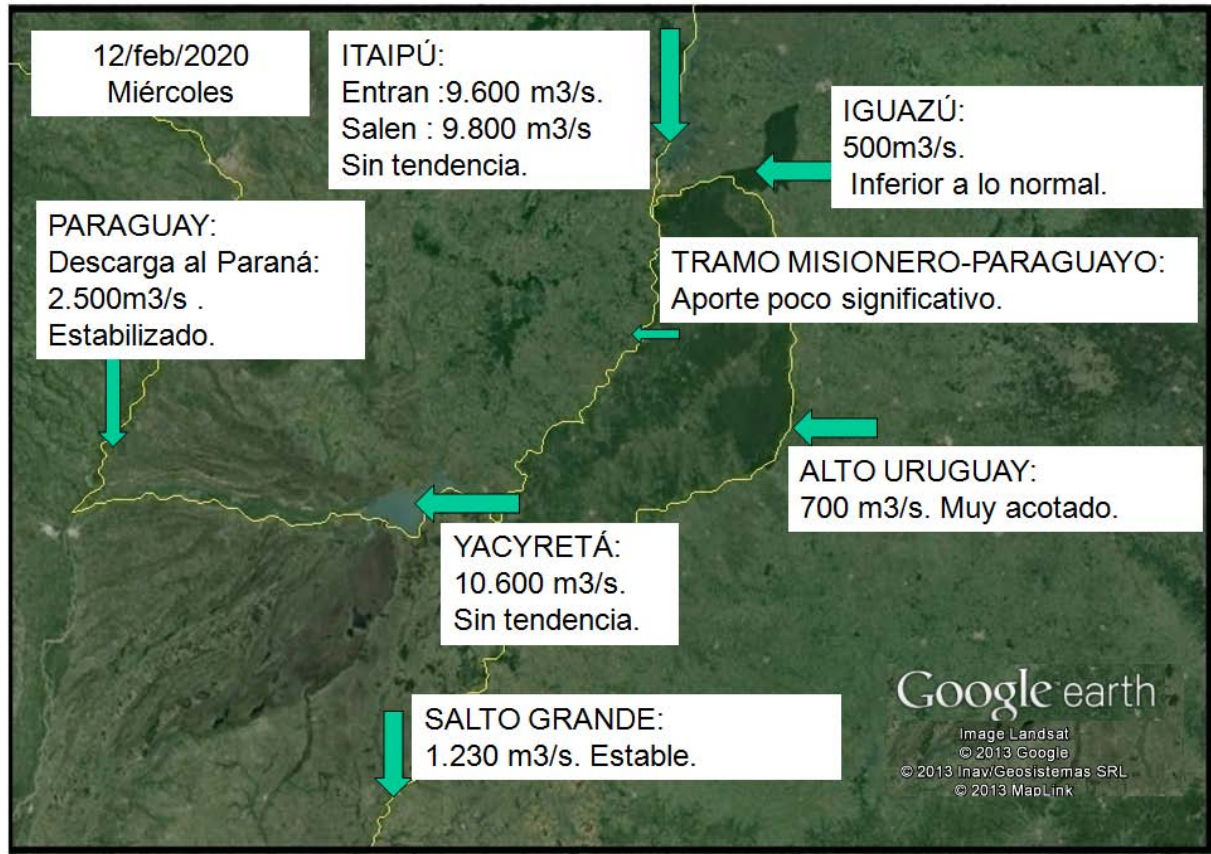 12/feb/2020
Miércoles
ITAIPÚ:
Entran :9.600 m3/s.
Salen : 9.800 m3/s
Sin tendencia.
IGUAZÚ:
500m3/s.
Inferior a lo normal.
PARAGUAY:
Descarga al Paraná:
2.500m3/s .
Estabilizado.
TRAMO MISIONERO-PARAGUAYO:
Aporte poco significativo.
ALTO URUGUAY:
700 m3/s. Muy acotado.
YACYRETÁ:
10.600 m3/s.
Sin tendencia.
SALTO GRANDE:
1.230 m3/s. Estable.
Google earth
Image Landsat
© 2013 Google
© 2013 Inav/Geosistemas SRL
© 2013 MapLink